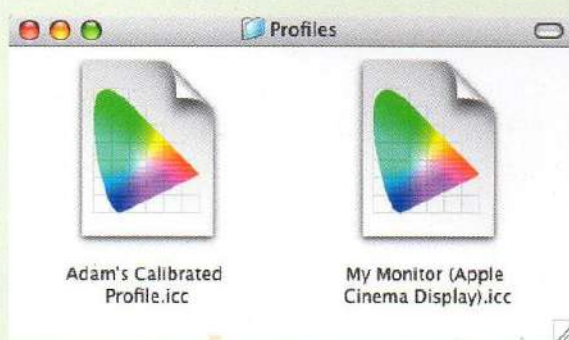 Profiles
Adam's Calibrated
Profile.icc
My Monitor (Apple
Cinema Display).icc